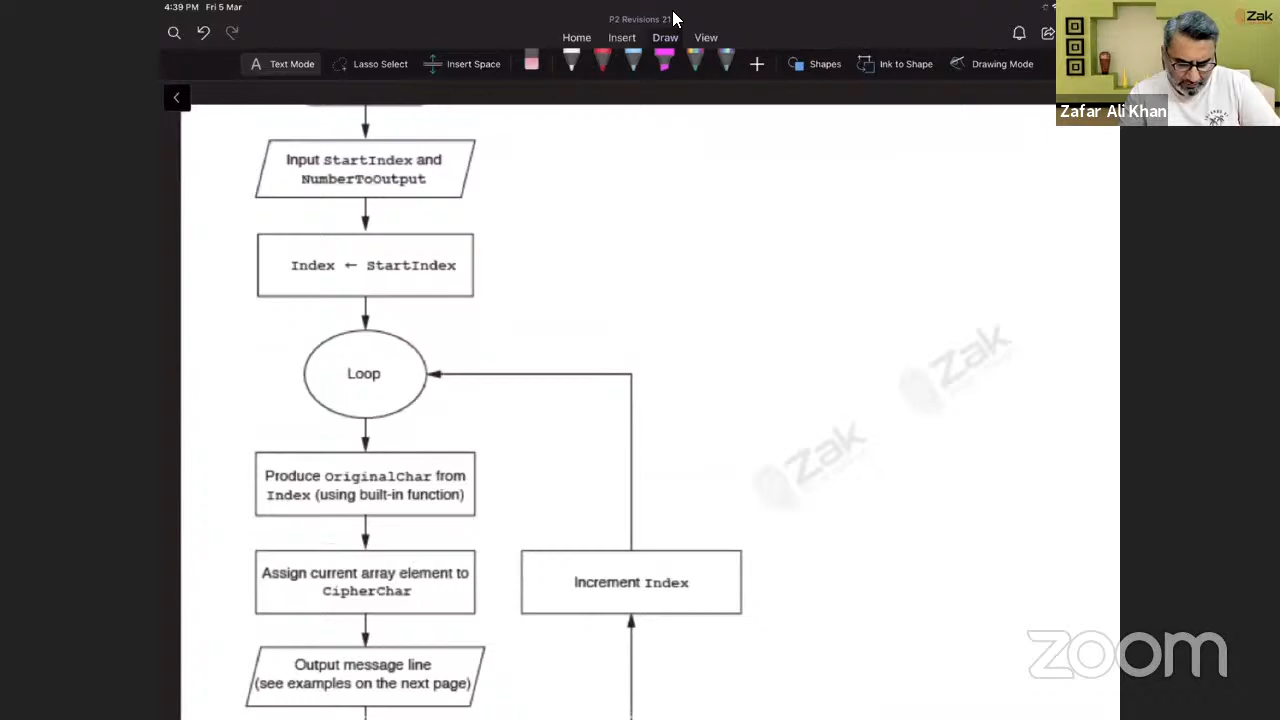 4:39 PM Fri 5 Mar
P2 Revisions 21
Home Insert Draw View
Text Mode Lasso Select Insert Space Shapes Ink to Shape Drawing Mode
Zak
Zafar Ali Khan
Input StartIndex and
NumberToOutput
Index ← StartIndex
Loop
Produce OriginalChar from
Index (using built-in function)
Assign current array element to
CipherChar
Increment Index
Output message line
(see examples on the next page)
Zak
Zak
zoom